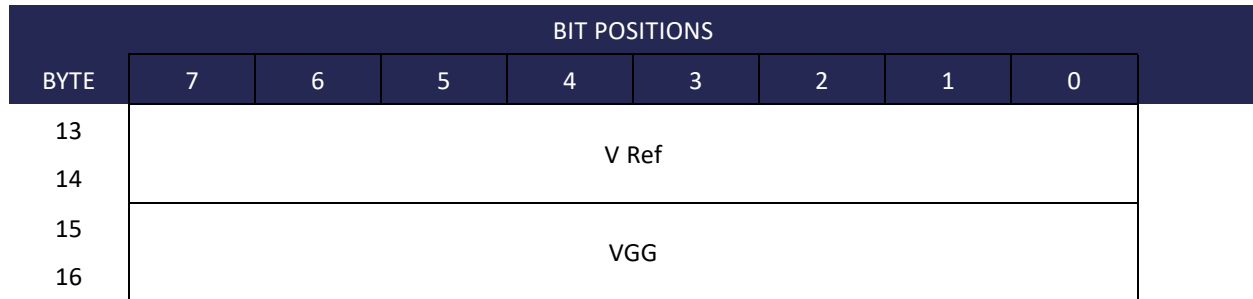 BIT POSITIONS
BYTE 7 6 5 4 3 2 1 0
13
V Ref
14
15
VGG
16